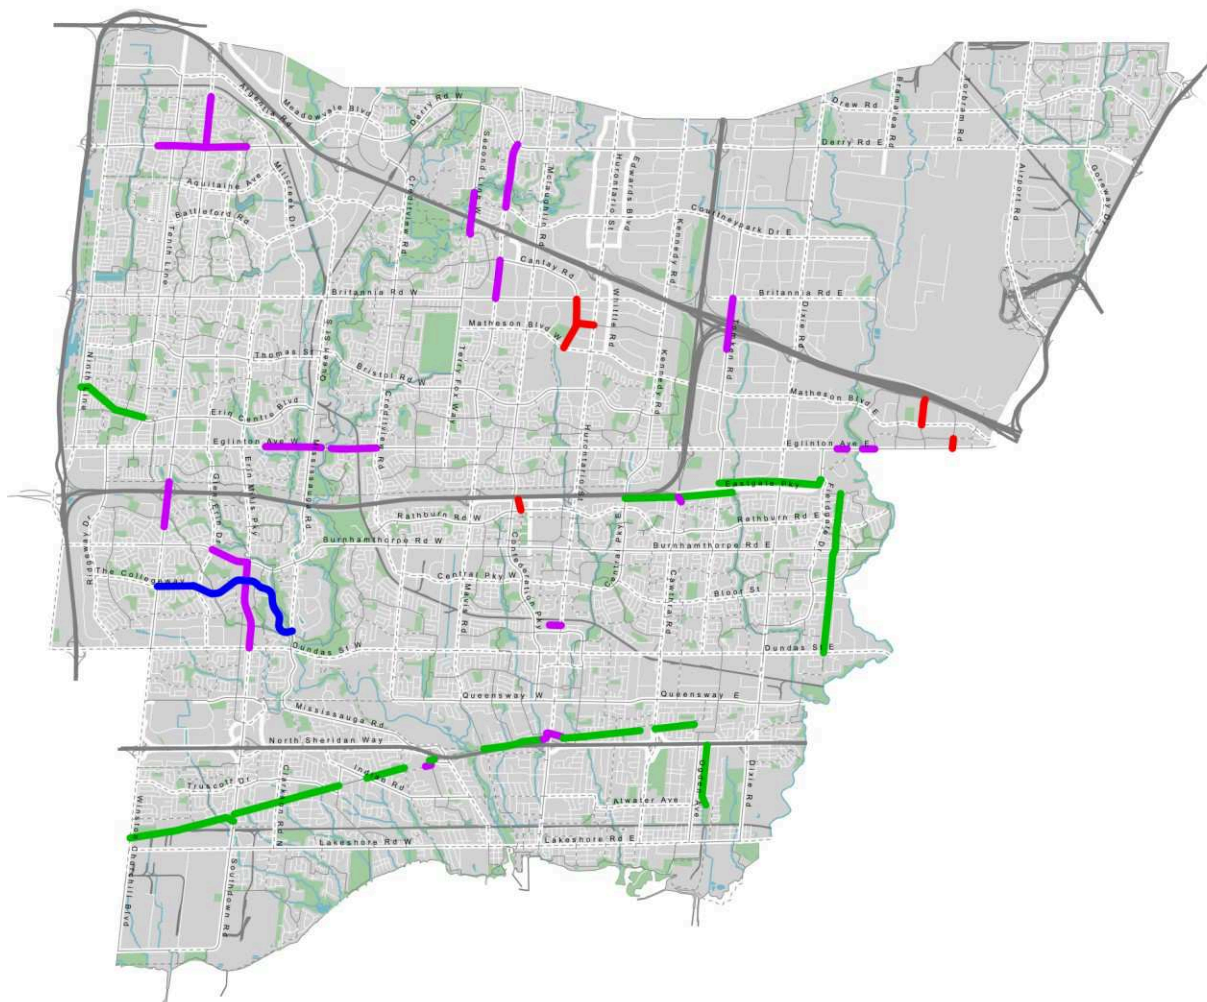 Argentia Rd
Meadowvale Blvd
Derry Rd W
Drew Rd
Bramalea Rd
Torbram Rd
Derry Rd E
Goreway Dr
Airport Rd
Second Line W
Mclaughlin Rd
Hurontario St
Edwards Blvd
Creditview Rd
Aquitaine Ave
Millcreek Dr
Battleford Rd
Tenth Line
Kennedy Rd
Courtneypark Dr E
Cantay Rd
Britannia Rd W
Britannia Rd E
Whittle Rd
Matheson Blvd W
Tomken Rd
Dixie Rd
Queen St S
Thomas St
Bristol Rd W
Terry Fox Way
Kennedy Rd
Ninth Line
Matheson Blvd E
Erin Centre Blvd
Creditview Rd
Eglinton Ave W
Eglinton Ave E
Hurontario St
Mississauga Rd
Erin Mills Pky
Glen Erin Dr
Eastgate Pky
Fieldgate Dr
Rathburn Rd W
Rathburn Rd E
Ridgeway Dr
Burnhamthorpe Rd W
Burnhamthorpe Rd E
Central Pky E
Confederation Pky
The Collegeway
Central Pky W
Mavis Rd
Cawthra Rd
Bloor St
Dundas St W
Dundas St E
Queensway W
Queensway E
Mississauga Rd
North Sheridan Way
Truscott Dr
Indian Rd
Clarkson Rd N
Ogden Ave
Dixie Rd
Atwater Ave
Winston Churchill Blvd
Lakeshore Rd W
Lakeshore Rd E
Southdown Rd